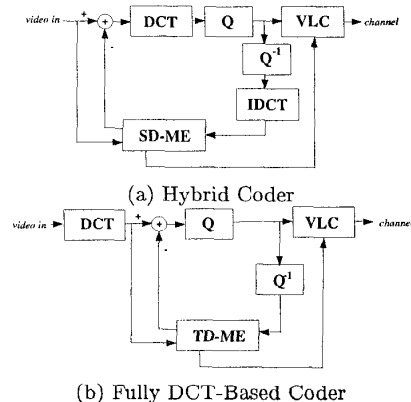 video in + DCT Q VLC channel
-
Q-1
IDCT
SD-ME
(a) Hybrid Coder
video in DCT + + Q VLC channel
-
Q-1
TD-ME
(b) Fully DCT-Based Coder